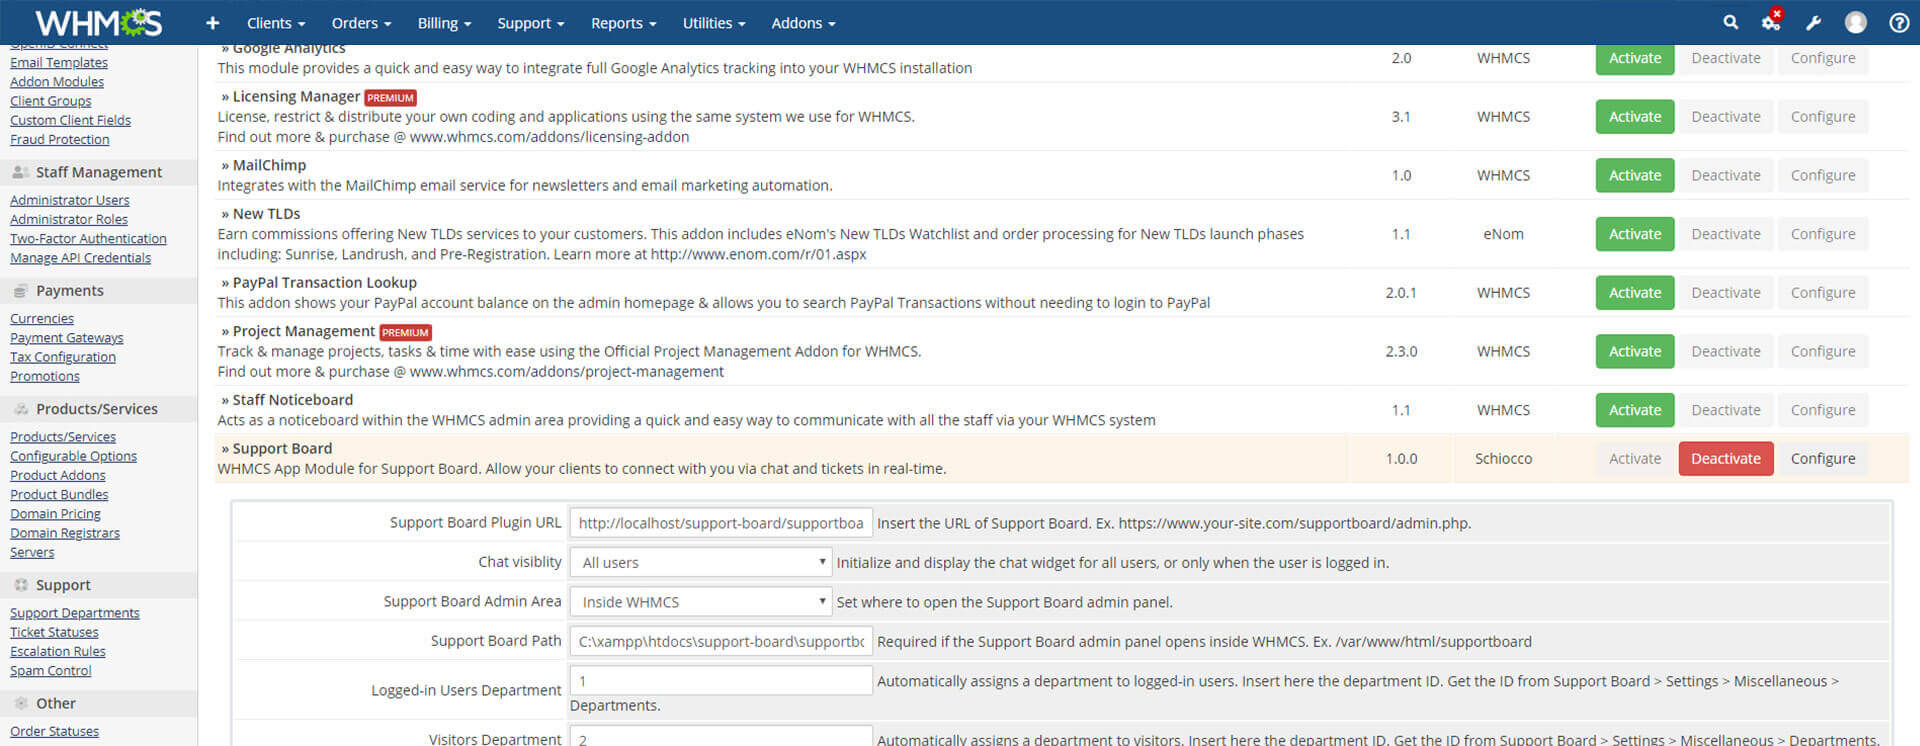 WHMCS
Clients
Orders
Billing
Support
Reports
Utilities
Addons
OpenID Connect
Email Templates
Addon Modules
Client Groups
Custom Client Fields
Fraud Protection
Staff Management
Administrator Users
Administrator Roles
Two-Factor Authentication
Manage API Credentials
Payments
Currencies
Payment Gateways
Tax Configuration
Promotions
Products/Services
Products/Services
Configurable Options
Product Addons
Product Bundles
Domain Pricing
Domain Registrars
Servers
Support
Support Departments
Ticket Statuses
Escalation Rules
Spam Control
Other
Order Statuses
» Google Analytics
This module provides a quick and easy way to integrate full Google Analytics tracking into your WHMCS installation
2.0 WHMCS Activate Deactivate Configure
» Licensing Manager PREMIUM
License, restrict & distribute your own coding and applications using the same system we use for WHMCS.
Find out more & purchase @ www.whmcs.com/addons/licensing-addon
3.1 WHMCS Activate Deactivate Configure
» MailChimp
Integrates with the MailChimp email service for newsletters and email marketing automation.
1.0 WHMCS Activate Deactivate Configure
» New TLDs
Earn commissions offering New TLDs services to your customers. This addon includes eNom's New TLDs Watchlist and order processing for New TLDs launch phases
including: Sunrise, Landrush, and Pre-Registration. Learn more at http://www.enom.com/r/01.aspx
1.1 eNom Activate Deactivate Configure
» PayPal Transaction Lookup
This addon shows your PayPal account balance on the admin homepage & allows you to search PayPal Transactions without needing to login to PayPal
2.0.1 WHMCS Activate Deactivate Configure
» Project Management PREMIUM
Track & manage projects, tasks & time with ease using the Official Project Management Addon for WHMCS.
Find out more & purchase @ www.whmcs.com/addons/project-management
2.3.0 WHMCS Activate Deactivate Configure
» Staff Noticeboard
Acts as a noticeboard within the WHMCS admin area providing a quick and easy way to communicate with all the staff via your WHMCS system
1.1 WHMCS Activate Deactivate Configure
» Support Board
WHMCS App Module for Support Board. Allow your clients to connect with you via chat and tickets in real-time.
1.0.0 Schiocco Activate Deactivate Configure
Support Board Plugin URL http://localhost/support-board/supportboa Insert the URL of Support Board. Ex. https://www.your-site.com/supportboard/admin.php.
Chat visiblity All users Initialize and display the chat widget for all users, or only when the user is logged in.
Support Board Admin Area Inside WHMCS Set where to open the Support Board admin panel.
Support Board Path C:\xampp\htdocs\support-board\supportbo Required if the Support Board admin panel opens inside WHMCS. Ex. /var/www/html/supportboard
Logged-in Users Department 1 Automatically assigns a department to logged-in users. Insert here the department ID. Get the ID from Support Board > Settings > Miscellaneous >
Departments.
Visitors Department 2 Automatically assigns a department to visitors. Insert here the department ID. Get the ID from Support Board > Settings > Miscellaneous > Departments.